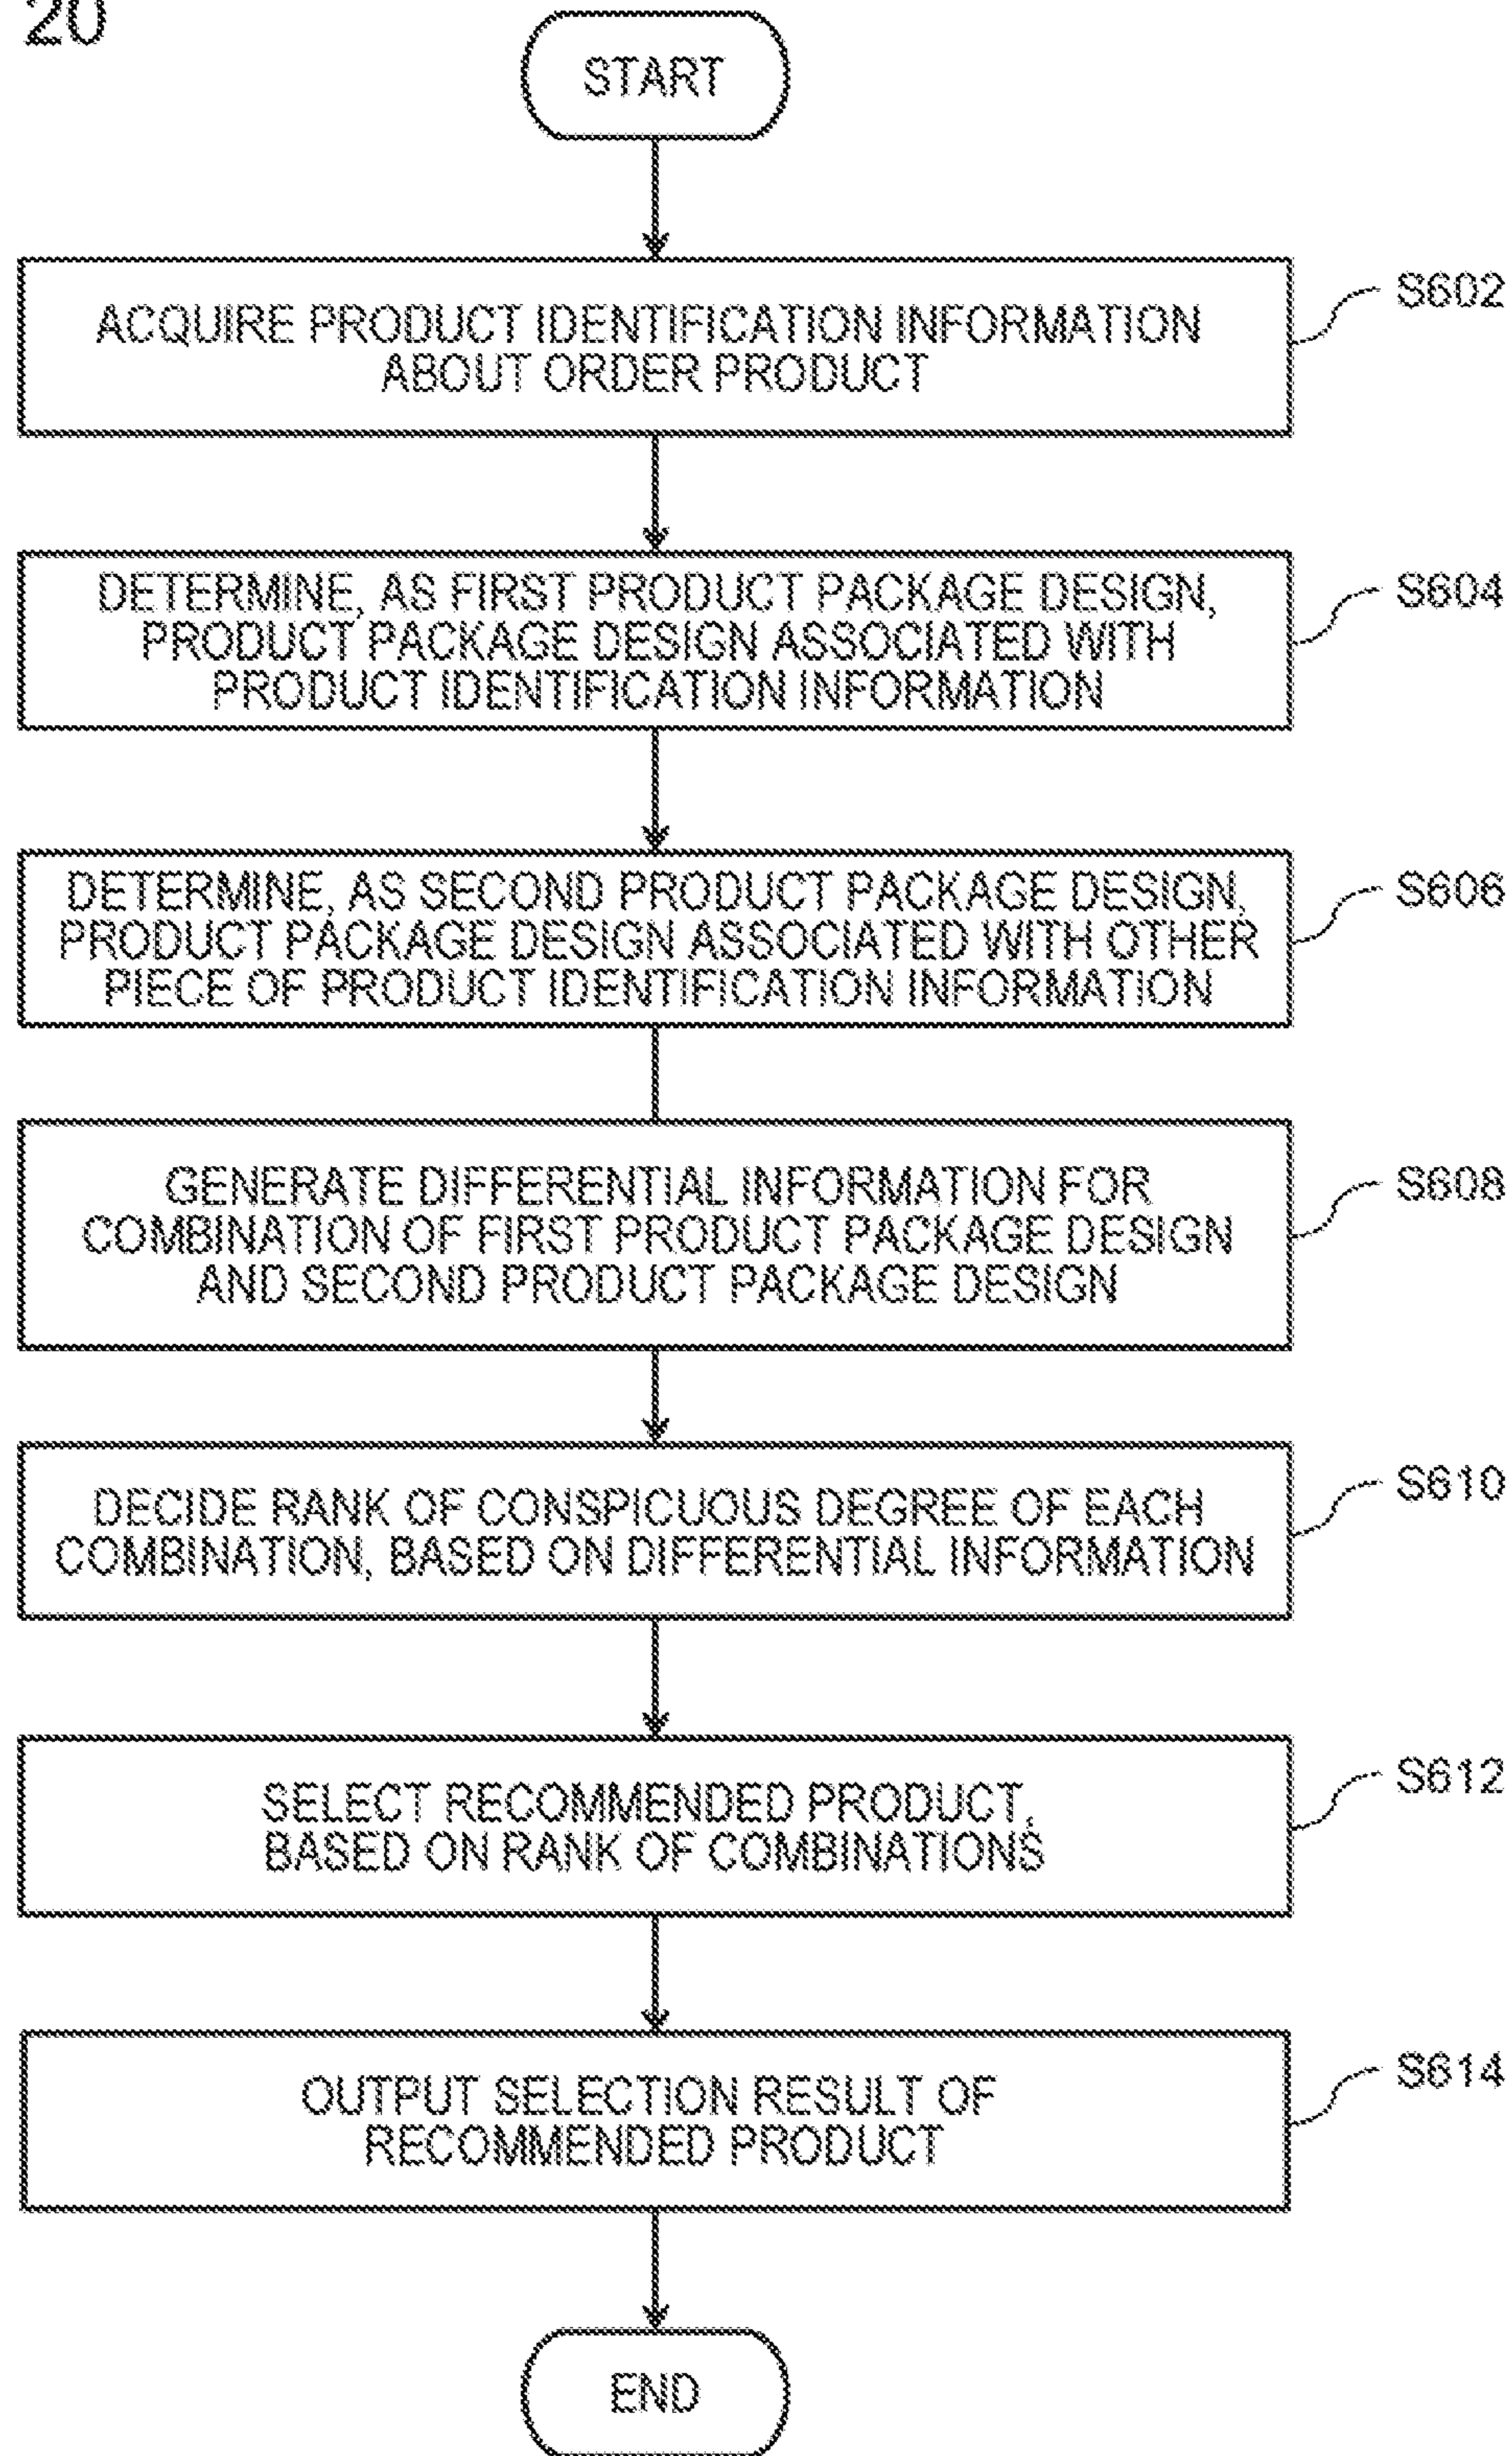 20
START
ACQUIRE PRODUCT IDENTIFICATION INFORMATION
ABOUT ORDER PRODUCT
S602
DETERMINE, AS FIRST PRODUCT PACKAGE DESIGN,
PRODUCT PACKAGE DESIGN ASSOCIATED WITH
PRODUCT IDENTIFICATION INFORMATION
S604
DETERMINE, AS SECOND PRODUCT PACKAGE DESIGN,
PRODUCT PACKAGE DESIGN ASSOCIATED WITH OTHER
PIECE OF PRODUCT IDENTIFICATION INFORMATION
S606
GENERATE DIFFERENTIAL INFORMATION FOR
COMBINATION OF FIRST PRODUCT PACKAGE DESIGN
AND SECOND PRODUCT PACKAGE DESIGN
S608
DECIDE RANK OF CONSPICUOUS DEGREE OF EACH
COMBINATION, BASED ON DIFFERENTIAL INFORMATION
S610
SELECT RECOMMENDED PRODUCT,
BASED ON RANK OF COMBINATIONS
S612
OUTPUT SELECTION RESULT OF
RECOMMENDED PRODUCT
S614
END